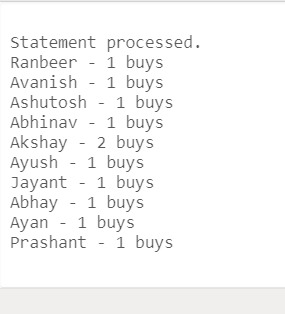 Statement processed.
Ranbeer - 1 buys
Avanish - 1 buys
Ashutosh - 1 buys
Abhinav - 1 buys
Akshay - 2 buys
Ayush - 1 buys
Jayant - 1 buys
Abhay - 1 buys
Ayan - 1 buys
Prashant - 1 buys